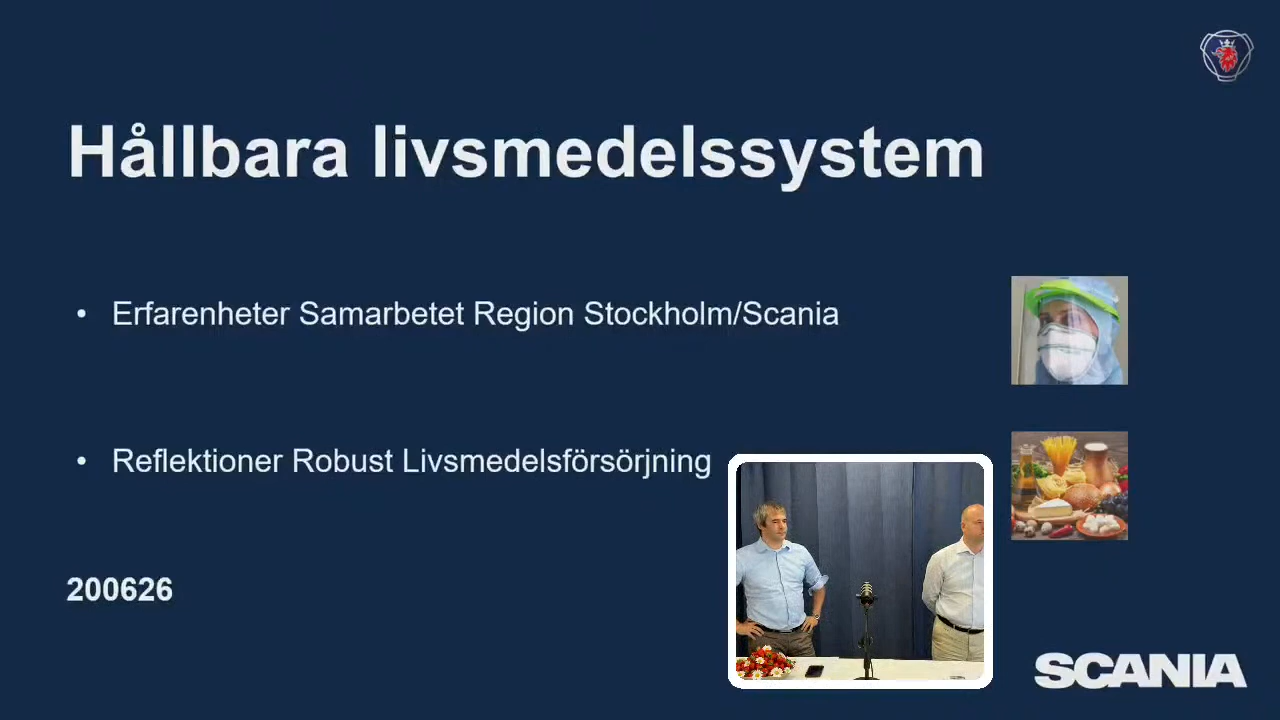 Hållbara livsmedelssystem
• Erfarenheter Samarbetet Region Stockholm/Scania
• Reflektioner Robust Livsmedelsförsörjning
200626
SCANIA